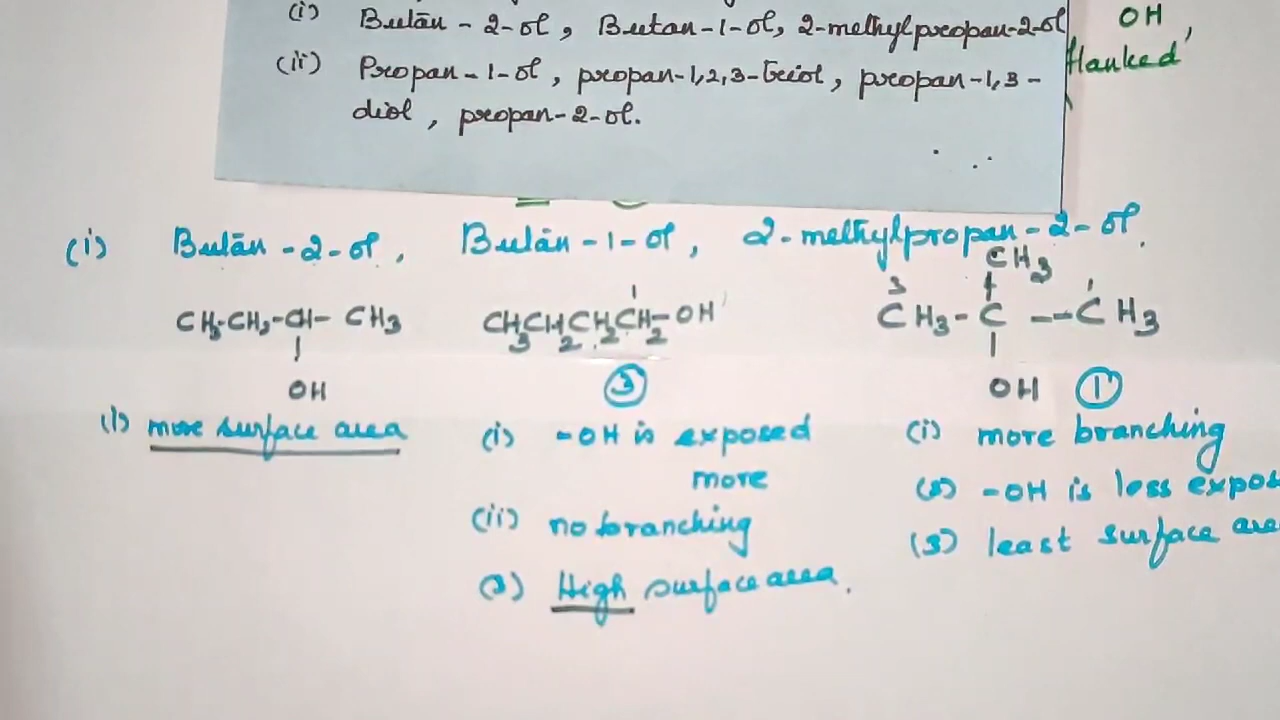 (i) Butan - 2-ol, Butan-1-ol, 2-methylpropan-2-ol
(ii) Propan-1-ol, propan-1,2,3-triol, propan-1,3-
diol, propan-2-ol.
OH,
flanked
(i) Butan-2-ol, Butan-1-ol, 2-methylpropan-2-ol.
CH3-CH2-CH- CH3
OH
1
CH3CH2CH2CH2-OH
3
CH3
3 1
CH3-C--CH3
OH 1
(1) more surface area
(i) -OH is exposed
more
(ii) no branching
(3) High surface area.
(i) more branching
(2) -OH is less expos
(3) least surface are